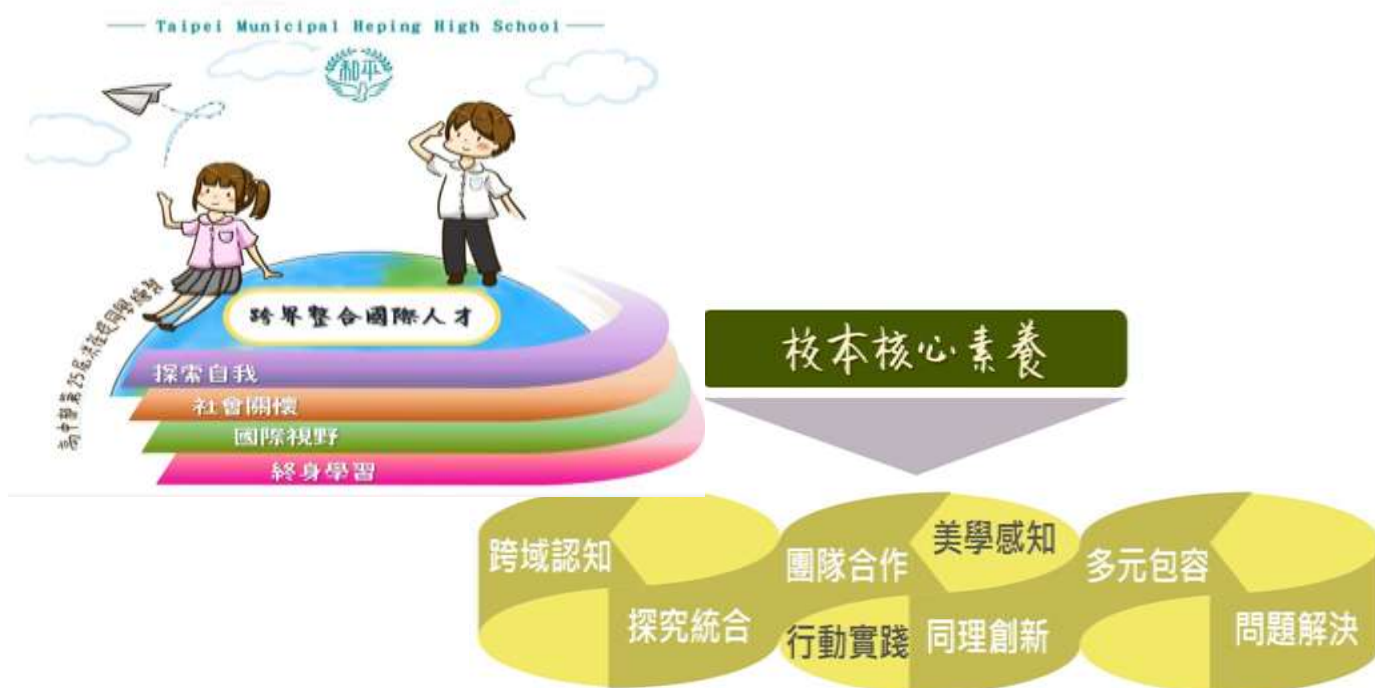 Taipei Municipal Heping High School
和平
跨界整合國際人才
探索自我
社會關懷
國際視野
終身學習
校本核心素養
跨域認知
探究統合
團隊合作
美學感知
行動實踐
同理創新
多元包容
問題解決